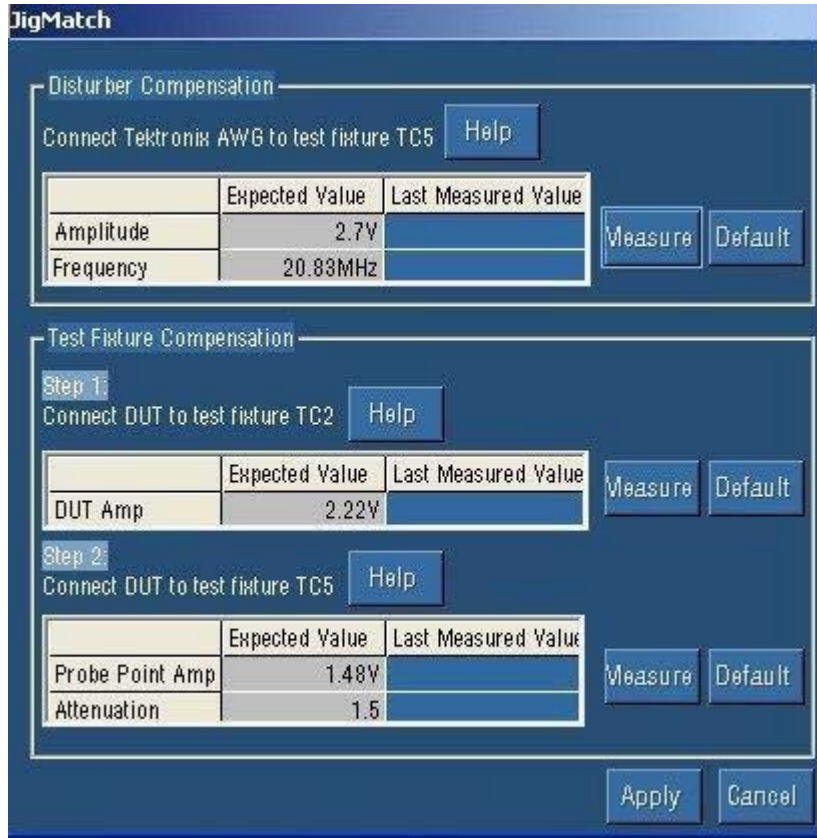 JigMatch
Disturber Compensation
Connect Tektronix AWG to test fixture TC5 Help
Expected Value Last Measured Value
Amplitude 2.7V
Frequency 20.83MHz
Measure Default
Test Fixture Compensation
Step 1:
Connect DUT to test fixture TC2 Help
Expected Value Last Measured Value
DUT Amp 2.22V
Measure Default
Step 2:
Connect DUT to test fixture TC5 Help
Expected Value Last Measured Value
Probe Point Amp 1.48V
Attenuation 1.5
Measure Default
Apply Cancel